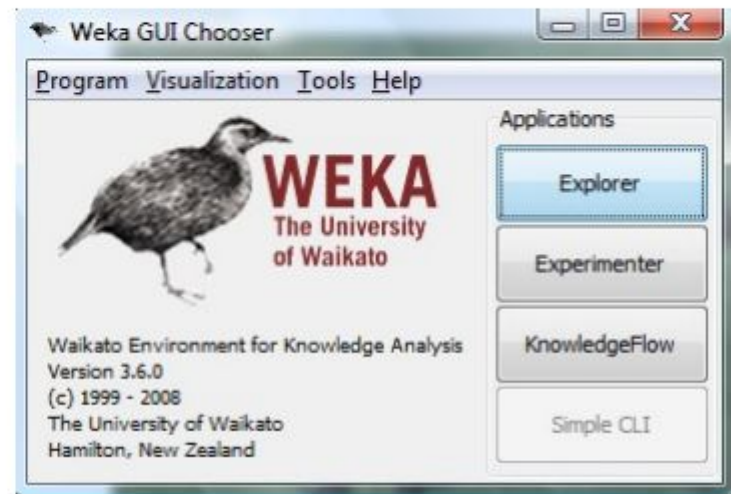 Weka GUI Chooser
Program Visualization Tools Help
WEKA
The University
of Waikato
Waikato Environment for Knowledge Analysis
Version 3.6.0
(c) 1999 - 2008
The University of Waikato
Hamilton, New Zealand
Applications
Explorer
Experimenter
KnowledgeFlow
Simple CLI